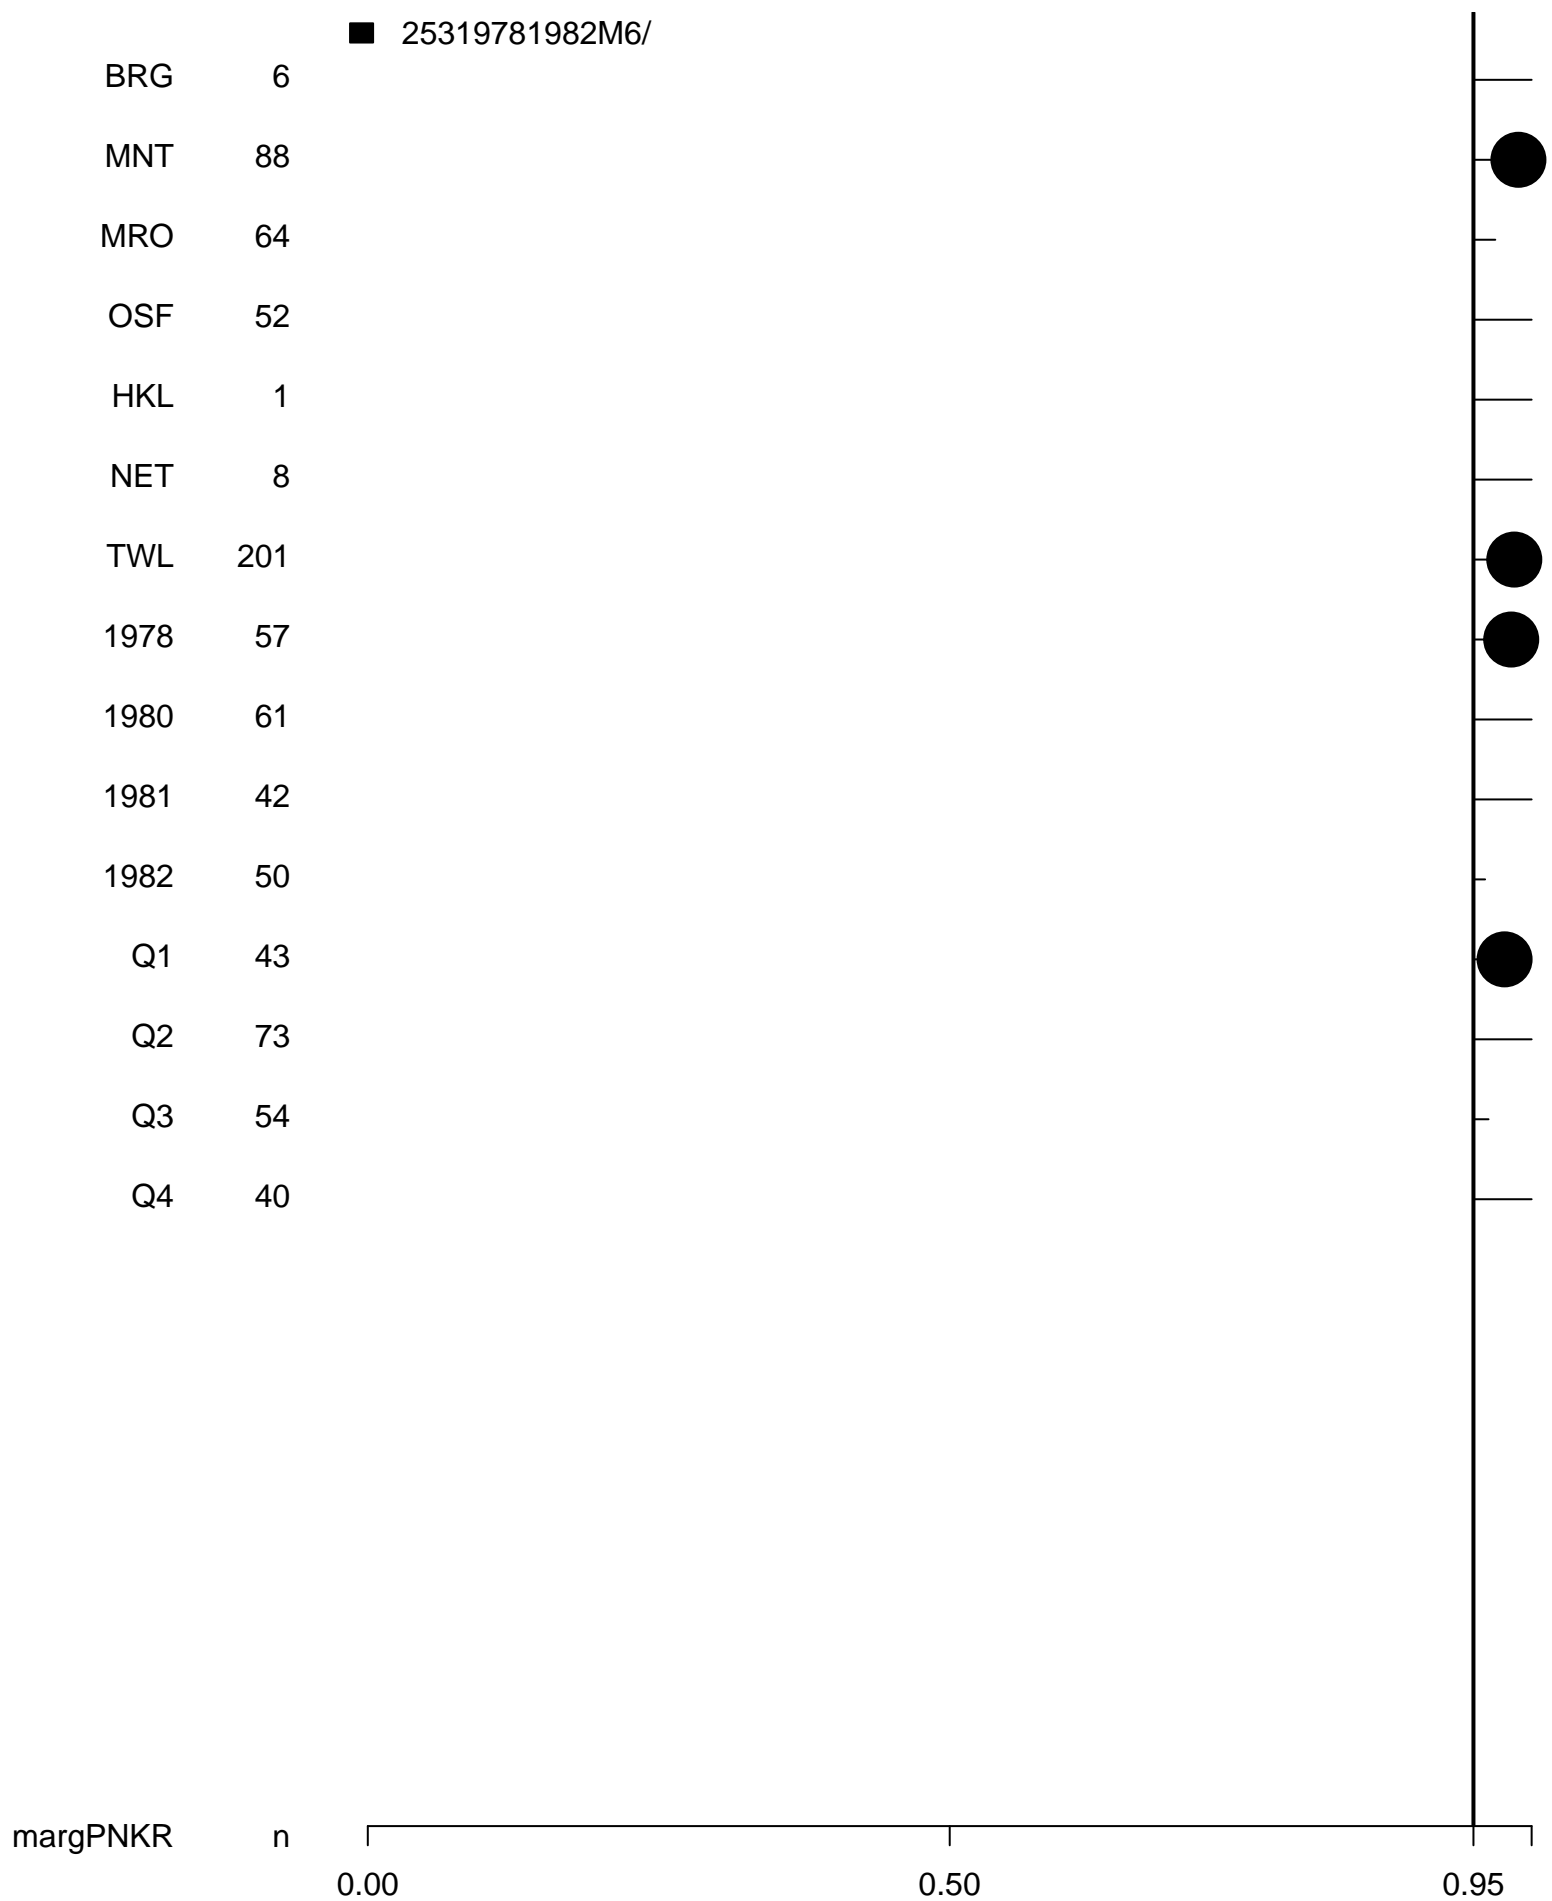 25319781982M6/
BRG 6
MNT 88
MRO 64
OSF 52
HKL 1
NET 8
TWL 201
1978 57
1980 61
1981 42
1982 50
Q1 43
Q2 73
Q3 54
Q4 40
margPNKR n
0.00 0.50 0.95